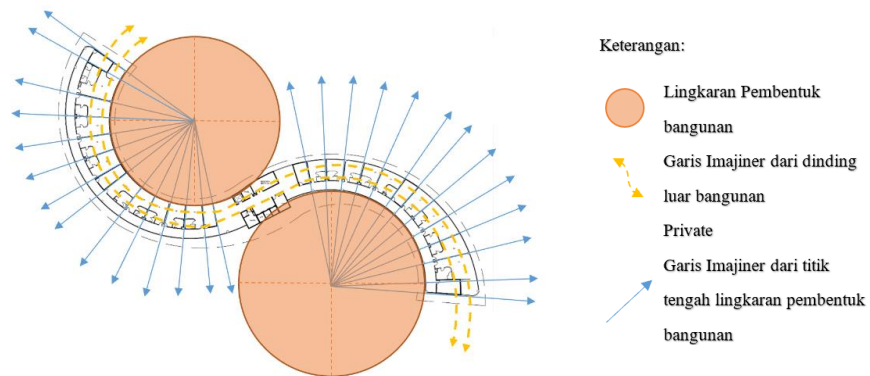 Keterangan:
Lingkaran Pembentuk
bangunan
Garis Imajiner dari dinding
luar bangunan
Private
Garis Imajiner dari titik
tengah lingkaran pembentuk
bangunan